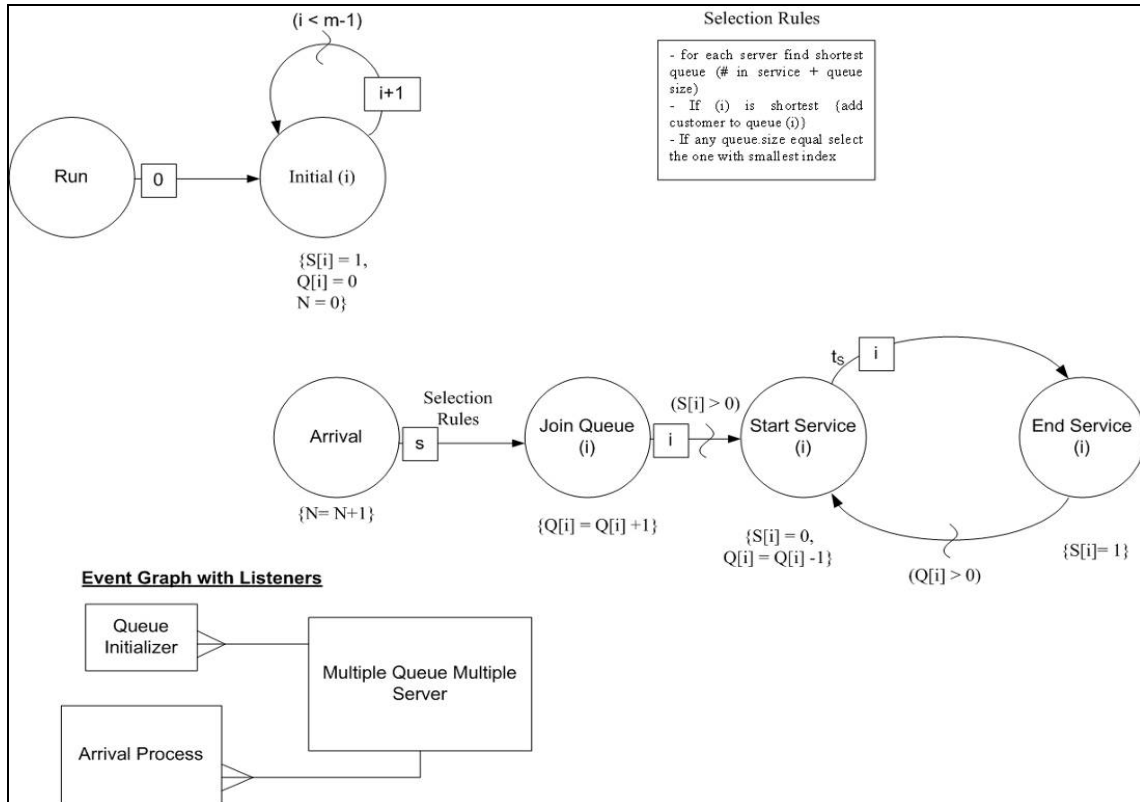 (i < m-1)
i+1
Run
0
Initial (i)
{S[i] = 1,
Q[i] = 0
N = 0}
Selection Rules
- for each server find shortest
queue (# in service + queue
size)
- If (i) is shortest (add
customer to queue (i))
- If any queue.size equal select
the one with smallest index
Arrival
{N= N+1}
Selection
Rules
s
Join Queue
(i)
{Q[i] = Q[i] +1}
(S[i] > 0)
i
Start Service
(i)
{S[i] = 0,
Q[i] = Q[i] -1}
tS
i
End Service
(i)
{S[i]= 1}
(Q[i] > 0)
Event Graph with Listeners
Queue
Initializer
Multiple Queue Multiple
Server
Arrival Process